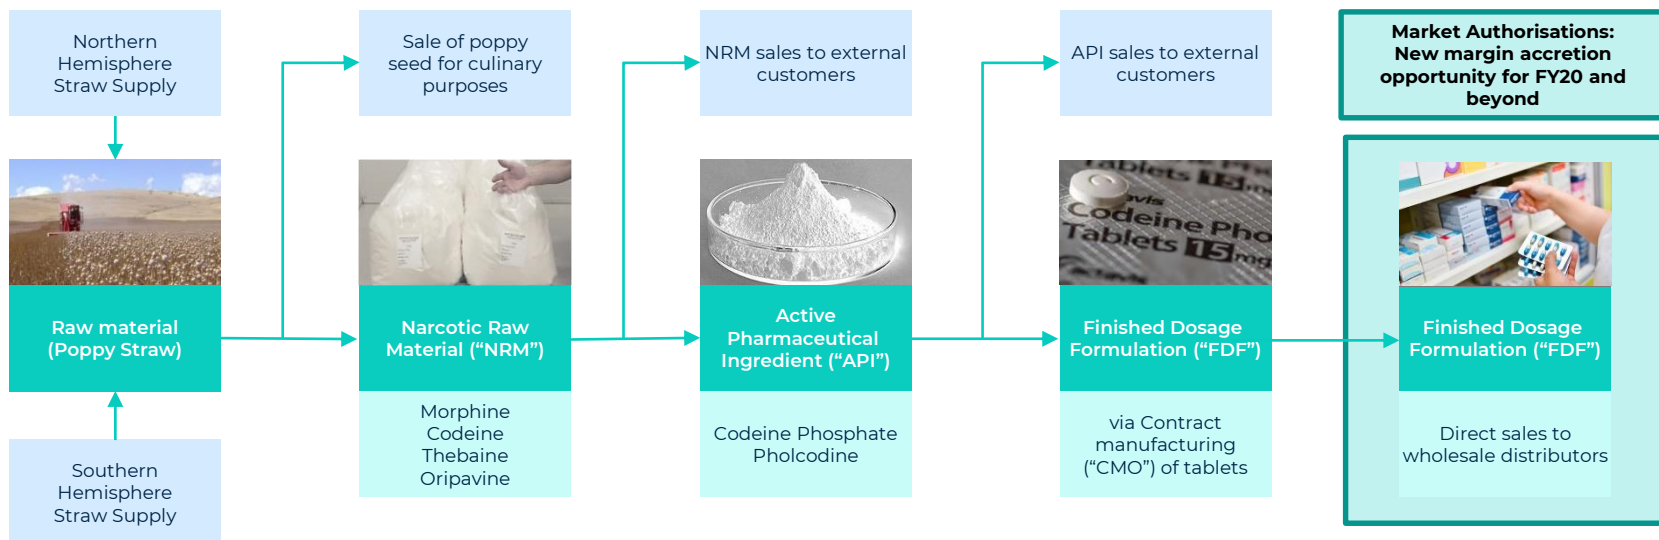 Northern
Hemisphere
Straw Supply
Sale of poppy
seed for culinary
purposes
NRM sales to external
customers
API sales to external
customers
Market Authorisations:
New margin accretion
opportunity for FY20 and
beyond
Tablets 15mg
Codeine Pho
Tablets 15mg
Raw material
(Poppy Straw)
Narcotic Raw
Material (“NRM”)
Active
Pharmaceutical
Ingredient (“API”)
Finished Dosage
Formulation (“FDF”)
Finished Dosage
Formulation (“FDF”)
Morphine
Codeine
Thebaine
Oripavine
Codeine Phosphate
Pholcodine
via Contract
manufacturing
(“CMO”) of tablets
Direct sales to
wholesale distributors
Southern
Hemisphere
Straw Supply